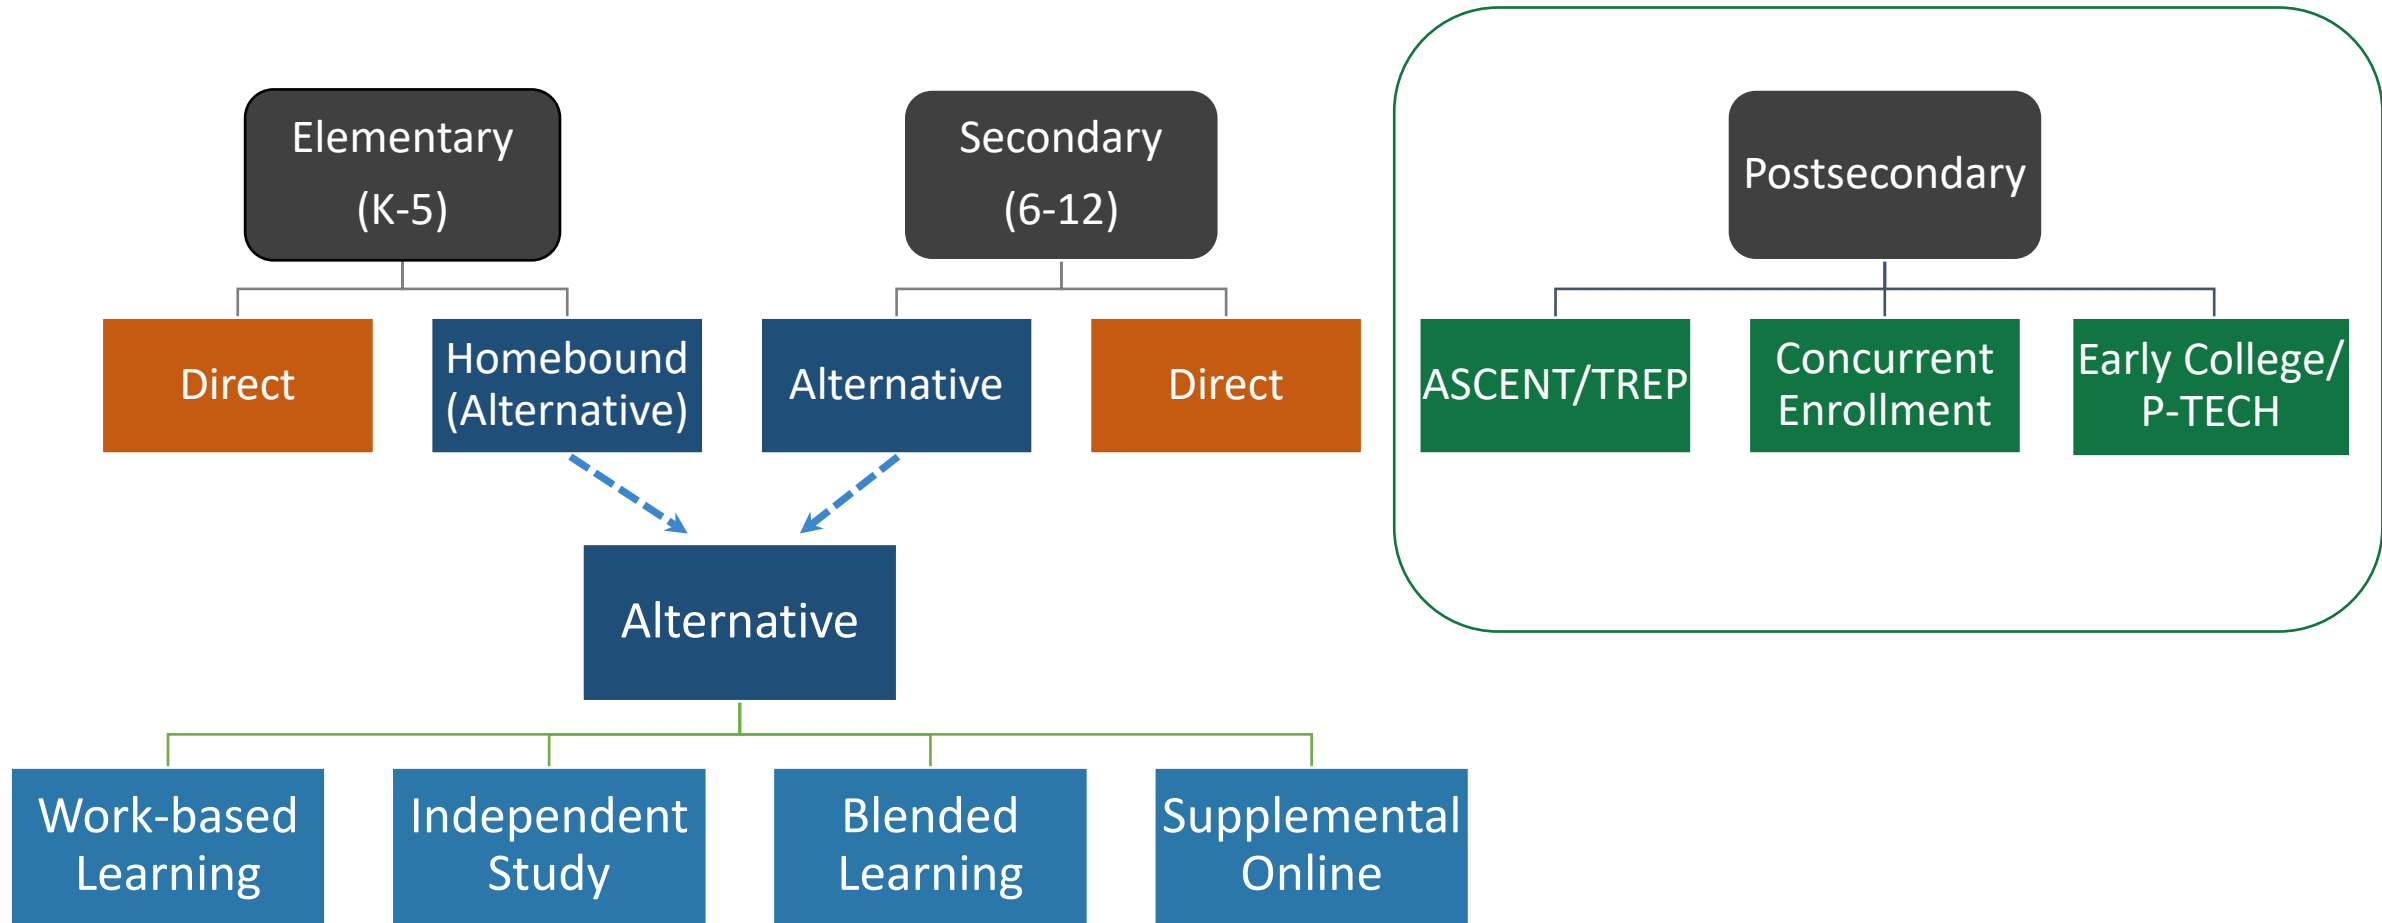 Elementary
(K-5)
Secondary
(6-12)
Postsecondary
Direct
Homebound
(Alternative)
Alternative
Direct
ASCENT/TREP
Concurrent
Enrollment
Early College/
P-TECH
Alternative
Work-based
Learning
Independent
Study
Blended
Learning
Supplemental
Online